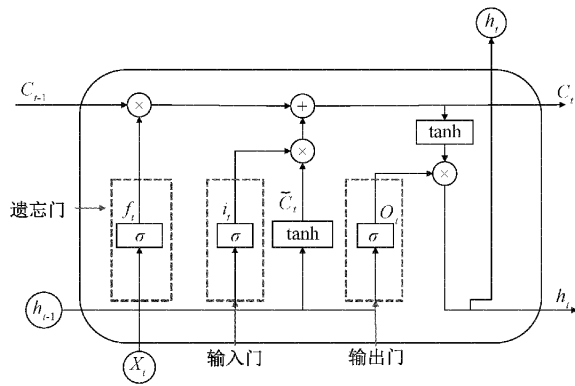 h_t
C_{t-1}
C_t
×
+
tanh
×
×
遗忘门
f_t
i_t
C̃_t
O_t
σ
σ
tanh
σ
h_{t-1}
h_t
X_t
输入门
输出门